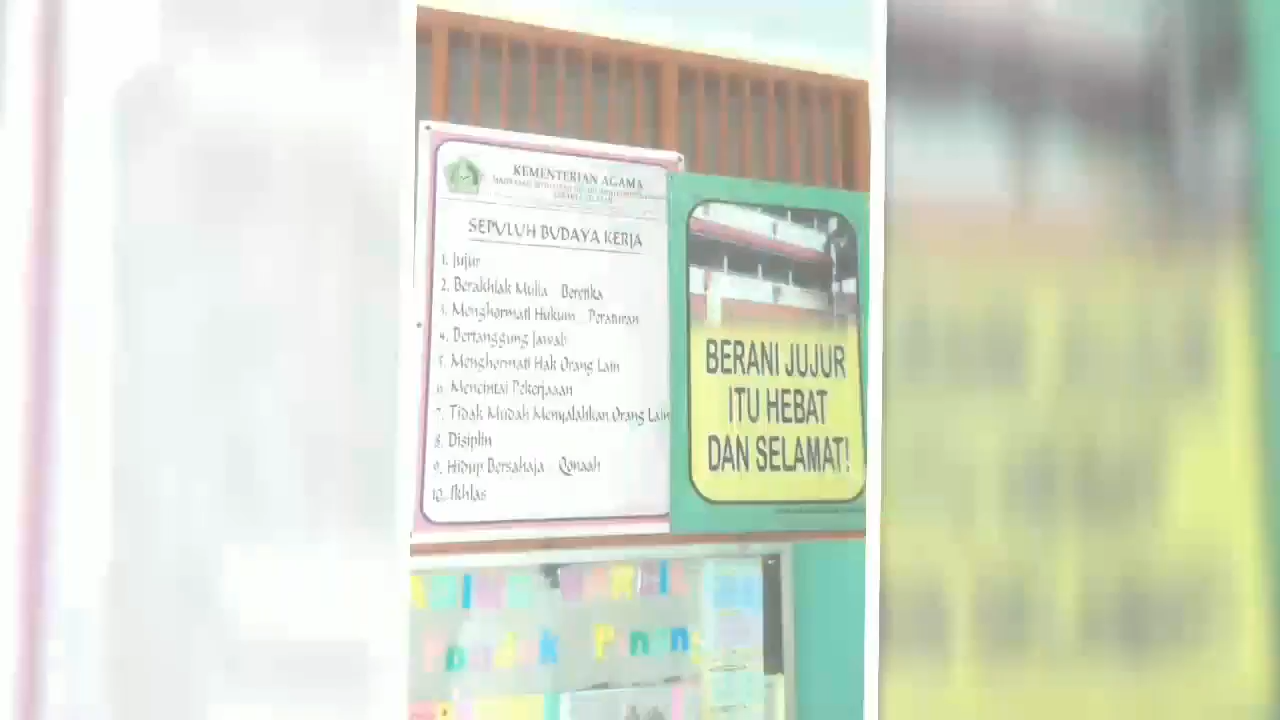 KEMENTERIAN AGAMA
SEPULUH BUDAYA KERJA
1. Jujur
2. Berakhlak Mulia Beretika
3. Menghormati Hukum Peraturan
4. Bertanggung Jawab
5. Menghormati Hak Orang Lain
6. Mencintai Pekerjaaan
7. Tidak Mudah Menyalahkan Orang Lain
8. Disiplin
9. Hidup Bersahaja Qonaah
10. Ikhlas
BERANI JUJUR
ITU HEBAT
DAN SELAMAT!